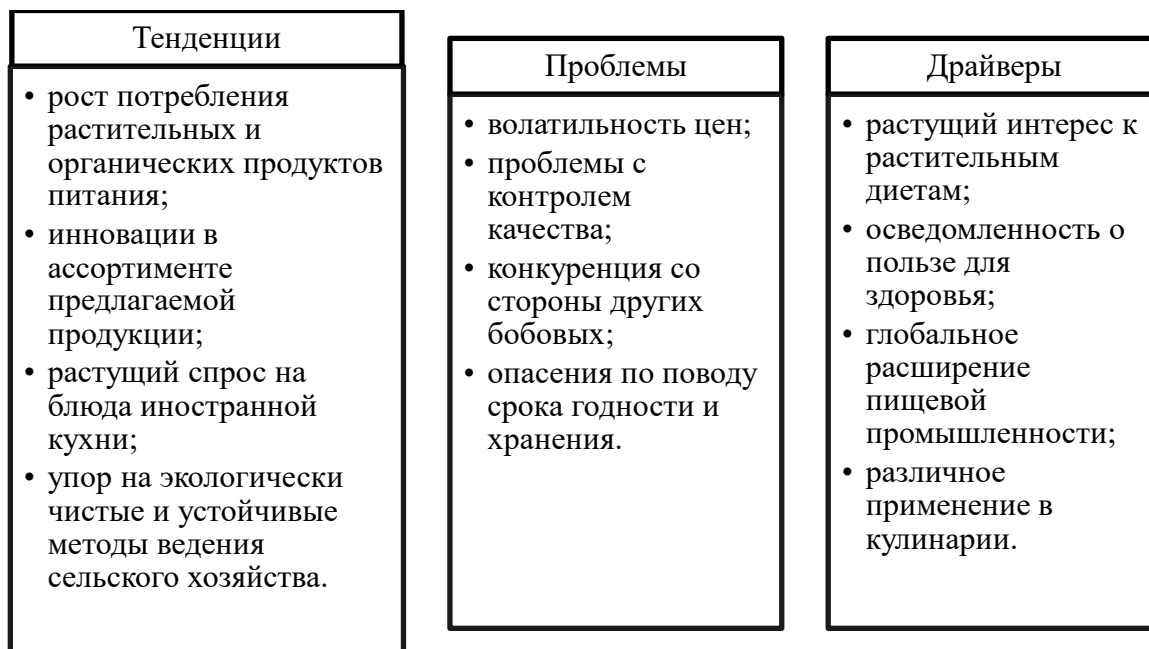 Тенденции
• рост потребления
растительных и
органических продуктов
питания;
• инновации в
ассортименте
предлагаемой
продукции;
• растущий спрос на
блюда иностранной
кухни;
• упор на экологически
чистые и устойчивые
методы ведения
сельского хозяйства.
Проблемы
• волатильность цен;
• проблемы с
контролем
качества;
• конкуренция со
стороны других
бобовых;
• опасения по поводу
срока годности и
хранения.
Драйверы
• растущий интерес к
растительным
диетам;
• осведомленность о
пользе для
здоровья;
• глобальное
расширение
пищевой
промышленности;
• различное
применение в
кулинарии.